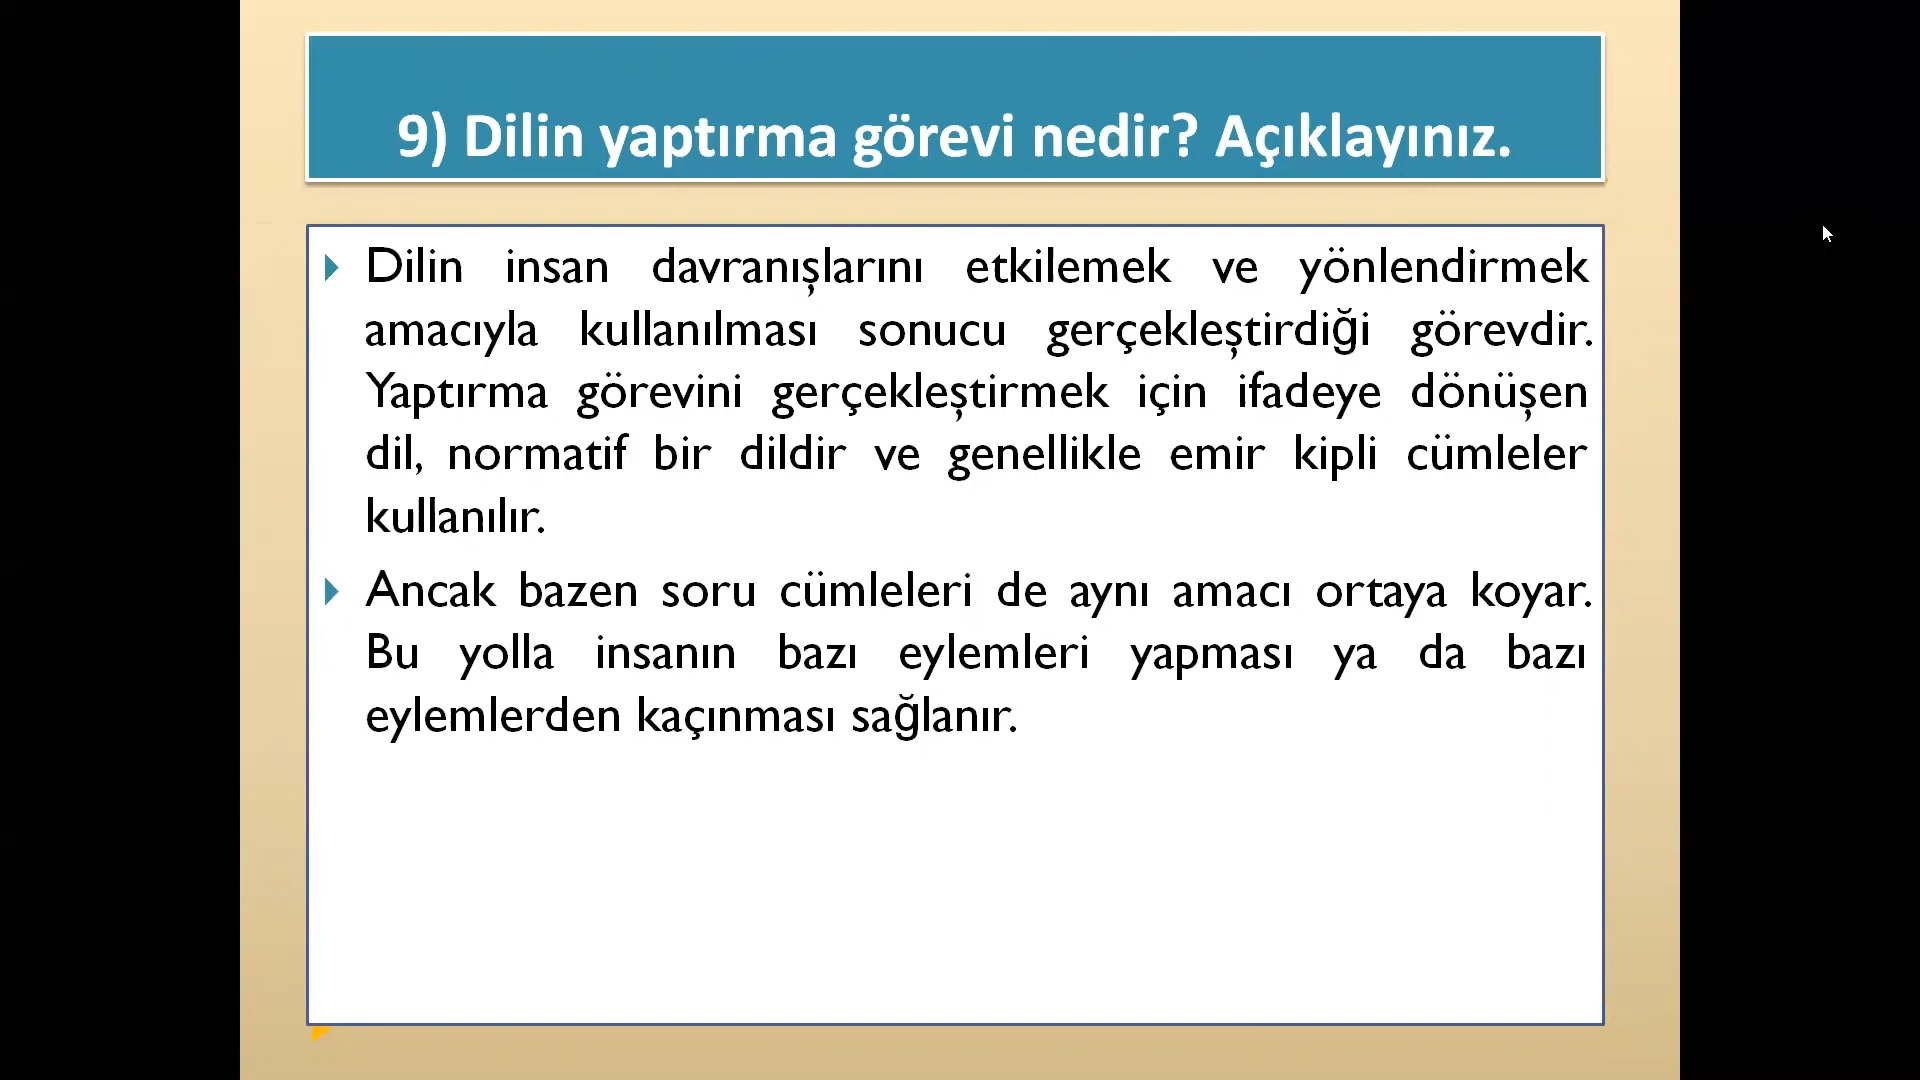 9) Dilin yaptırma görevi nedir? Açıklayınız.
Dilin insan davranışlarını etkilemek ve yönlendirmek
amacıyla kullanılması sonucu gerçekleştirdiği görevdir.
Yaptırma görevini gerçekleştirmek için ifadeye dönüşen
dil, normatif bir dildir ve genellikle emir kipli cümleler
kullanılır.
Ancak bazen soru cümleleri de aynı amacı ortaya koyar.
Bu yolla insanın bazı eylemleri yapması ya da bazı
eylemlerden kaçınması sağlanır.